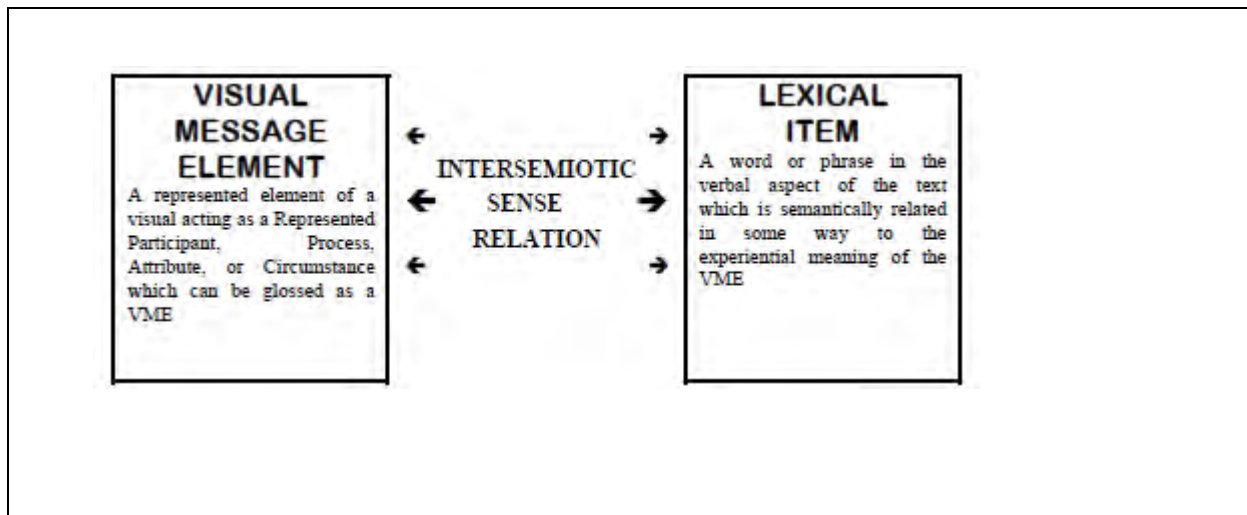 VISUAL
MESSAGE
ELEMENT
A represented element of a
visual acting as a Represented
Participant, Process,
Attribute, or Circumstance
which can be glossed as a
VME
INTERSEMIOTIC
SENSE
RELATION
LEXICAL
ITEM
A word or phrase in the
verbal aspect of the text
which is semantically related
in some way to the
experiential meaning of the
VME